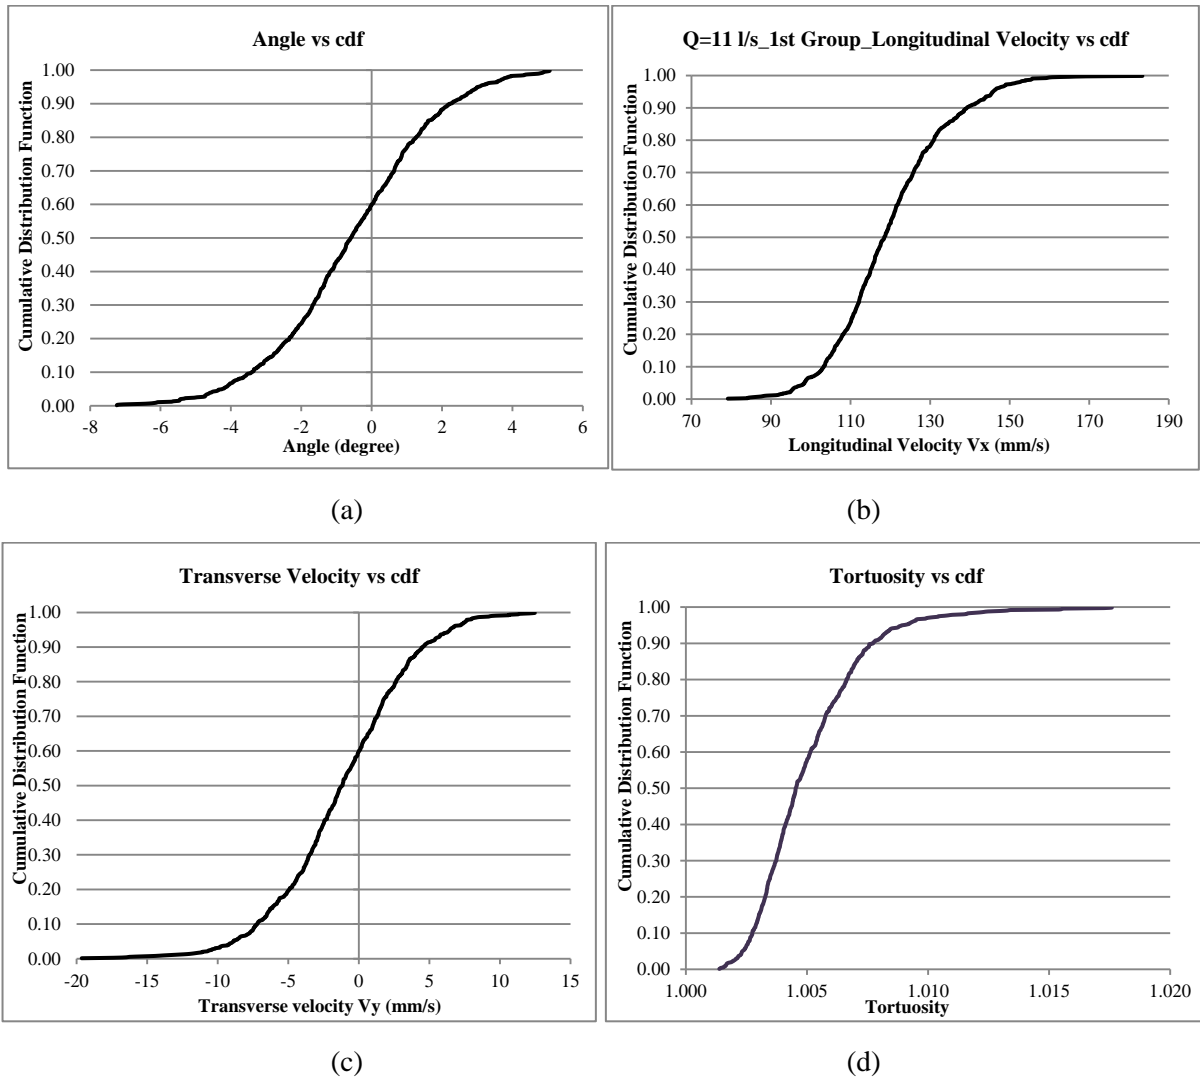 Angle vs cdf
Cumulative Distribution Function
1.00
0.90
0.80
0.70
0.60
0.50
0.40
0.30
0.20
0.10
0.00
-8 -6 -4 -2 0 2 4 6
Angle (degree)
(a)
Q=11 l/s_1st Group_Longitudinal Velocity vs cdf
Cumulative Distribution Function
1.00
0.90
0.80
0.70
0.60
0.50
0.40
0.30
0.20
0.10
0.00
70 90 110 130 150 170 190
Longitudinal Velocity Vx (mm/s)
(b)
Transverse Velocity vs cdf
Cumulative Distribution Function
1.00
0.90
0.80
0.70
0.60
0.50
0.40
0.30
0.20
0.10
0.00
-20 -15 -10 -5 0 5 10 15
Transverse velocity Vy (mm/s)
(c)
Tortuosity vs cdf
Cumulative Distribution Function
1.00
0.90
0.80
0.70
0.60
0.50
0.40
0.30
0.20
0.10
0.00
1.000 1.005 1.010 1.015 1.020
Tortuosity
(d)